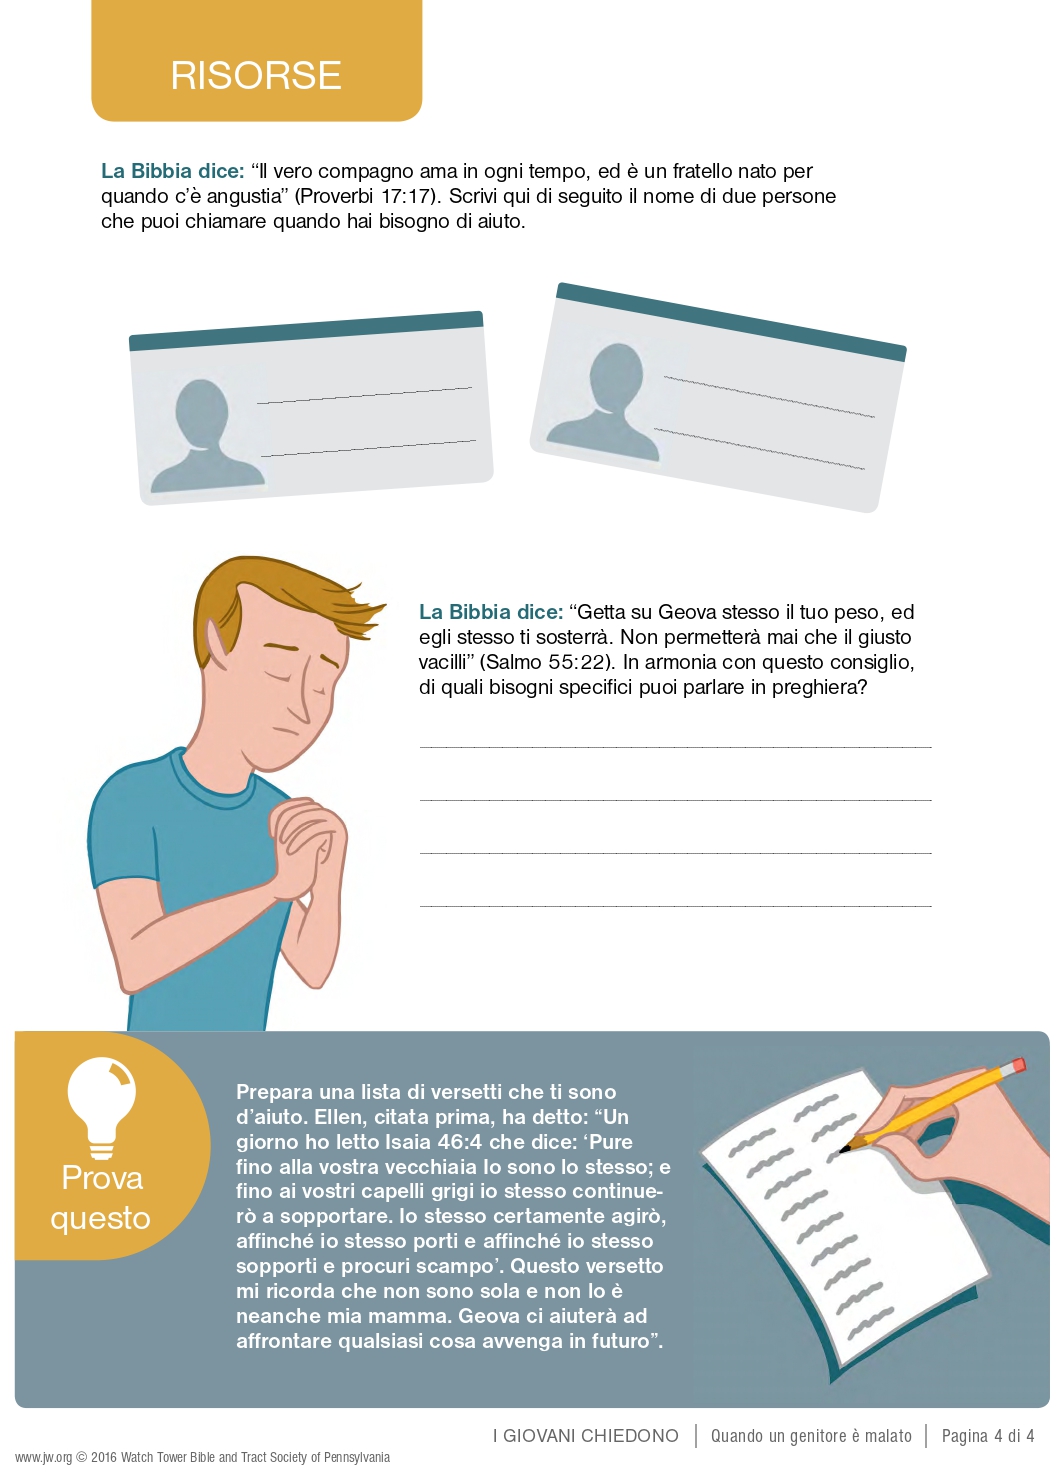 RISORSE
La Bibbia dice: “Il vero compagno ama in ogni tempo, ed è un fratello nato per
quando c’è angustia” (Proverbi 17:17). Scrivi qui di seguito il nome di due persone
che puoi chiamare quando hai bisogno di aiuto.
La Bibbia dice: “Getta su Geova stesso il tuo peso, ed
egli stesso ti sosterrà. Non permetterà mai che il giusto
vacilli” (Salmo 55:22). In armonia con questo consiglio,
di quali bisogni specifici puoi parlare in preghiera?
Prova
questo
Prepara una lista di versetti che ti sono
d’aiuto. Ellen, citata prima, ha detto: “Un
giorno ho letto Isaia 46:4 che dice: ‘Pure
fino alla vostra vecchiaia Io sono lo stesso; e
fino ai vostri capelli grigi io stesso continue-
rò a sopportare. Io stesso certamente agirò,
affinché io stesso porti e affinché io stesso
sopporti e procuri scampo’. Questo versetto
mi ricorda che non sono sola e non lo è
neanche mia mamma. Geova ci aiuterà ad
affrontare qualsiasi cosa avvenga in futuro”.
I GIOVANI CHIEDONO | Quando un genitore è malato | Pagina 4 di 4
www.jw.org © 2016 Watch Tower Bible and Tract Society of Pennsylvania